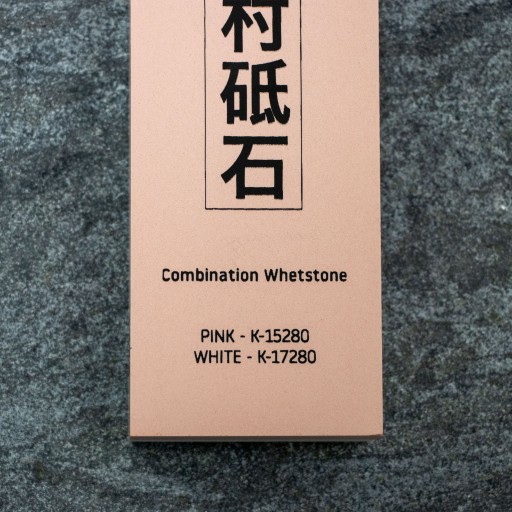 村砥石
Combination Whetstone
PINK - K-15280
WHITE - K-17280